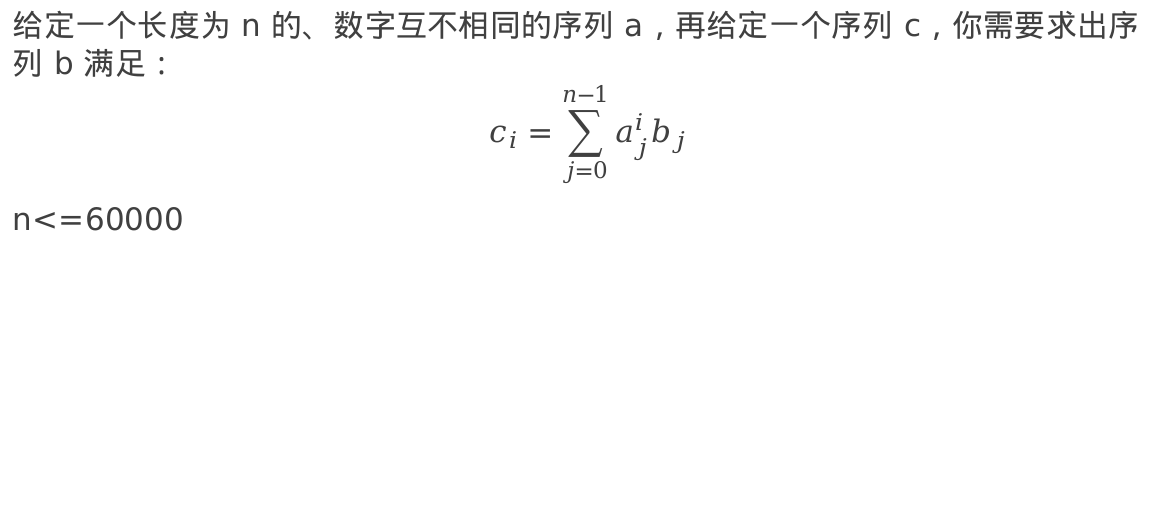 给定一个长度为 n 的、数字互不相同的序列 a，再给定一个序列 c，你需要求出序
列 b 满足：
$c_i = \sum_{j=0}^{n-1} a_j^i b_j$
n<=60000